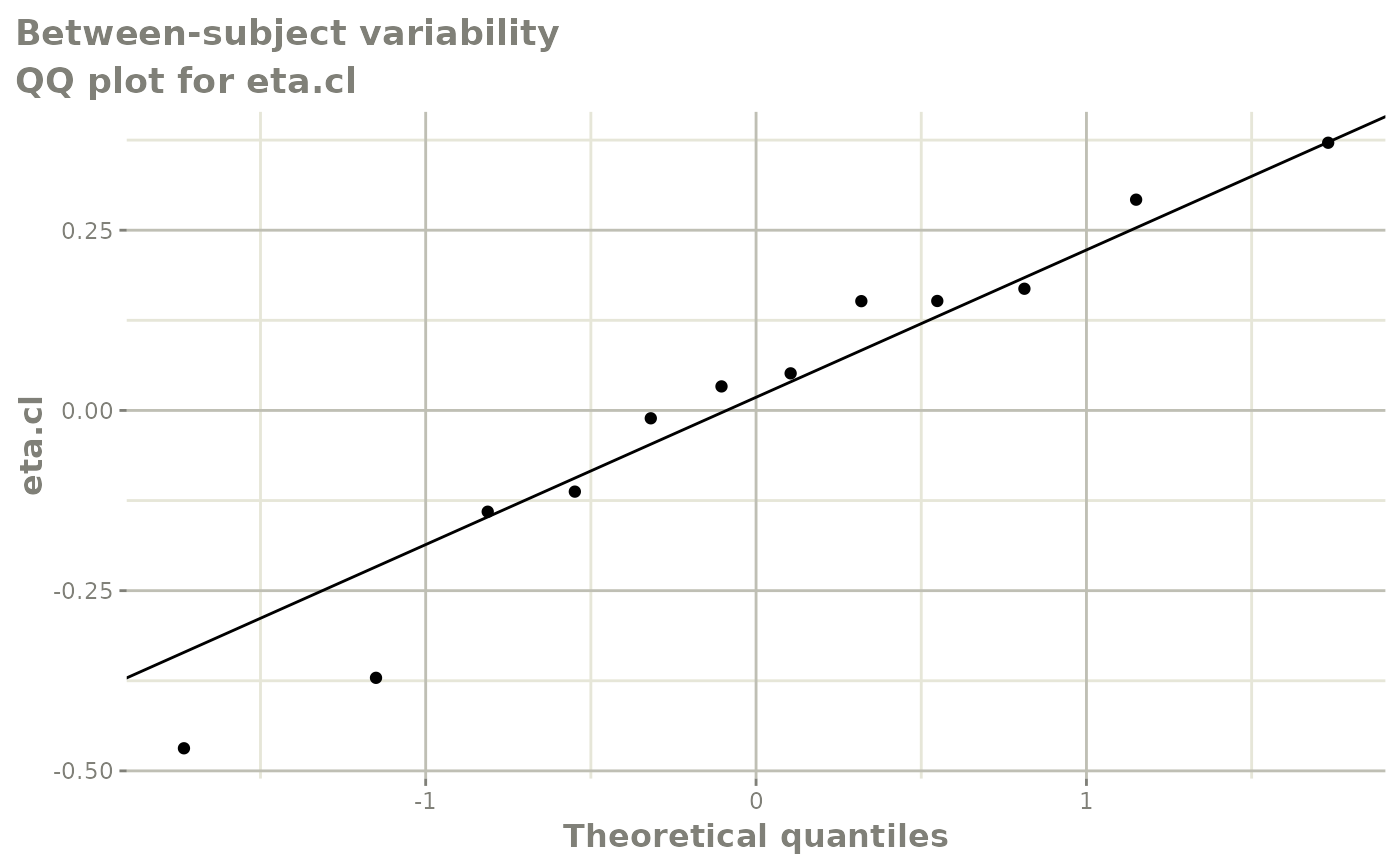 Between-subject variability
QQ plot for eta.cl
0.25
0.00
-0.25
-0.50
eta.cl
-1
0
1
Theoretical quantiles